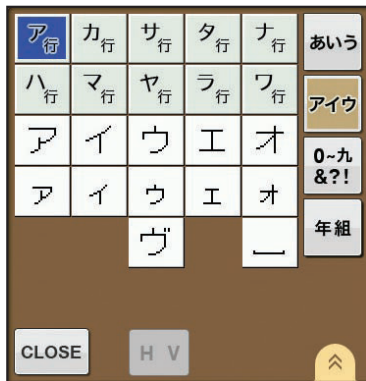 ア行 カ行 サ行 タ行 ナ行 あいう
ハ行 マ行 ヤ行 ラ行 ワ行 アイウ
ア イ ウ エ オ 0~九
&?!
ァ ィ ゥ ェ ォ 年組
ヴ
CLOSE H V